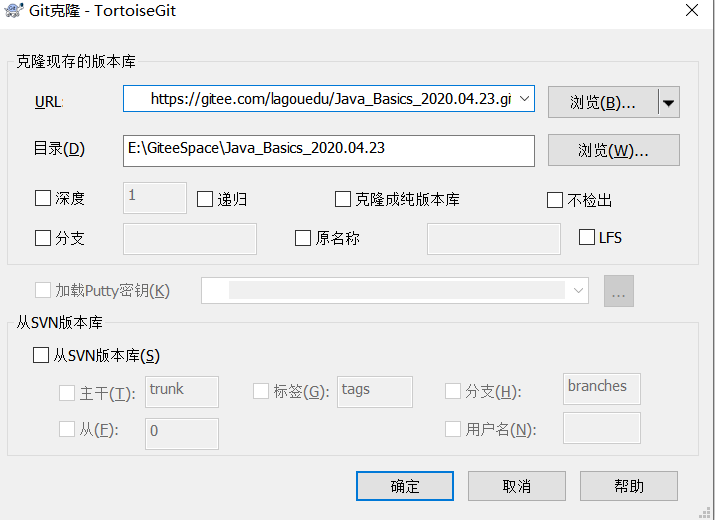 Git克隆 - TortoiseGit
克隆现存的版本库
URL: https://gitee.com/lagouedu/Java_Basics_2020.04.23.gi 浏览(B)...
目录(D) E:\GiteeSpace\Java_Basics_2020.04.23 浏览(W)...
深度 1 递归 克隆成纯版本库 不检出
分支 原名称 LFS
加载Putty密钥(K) ...
从SVN版本库
从SVN版本库(S)
主干(T): trunk 标签(G): tags 分支(H): branches
从(F): 0 用户名(N):
确定 取消 帮助